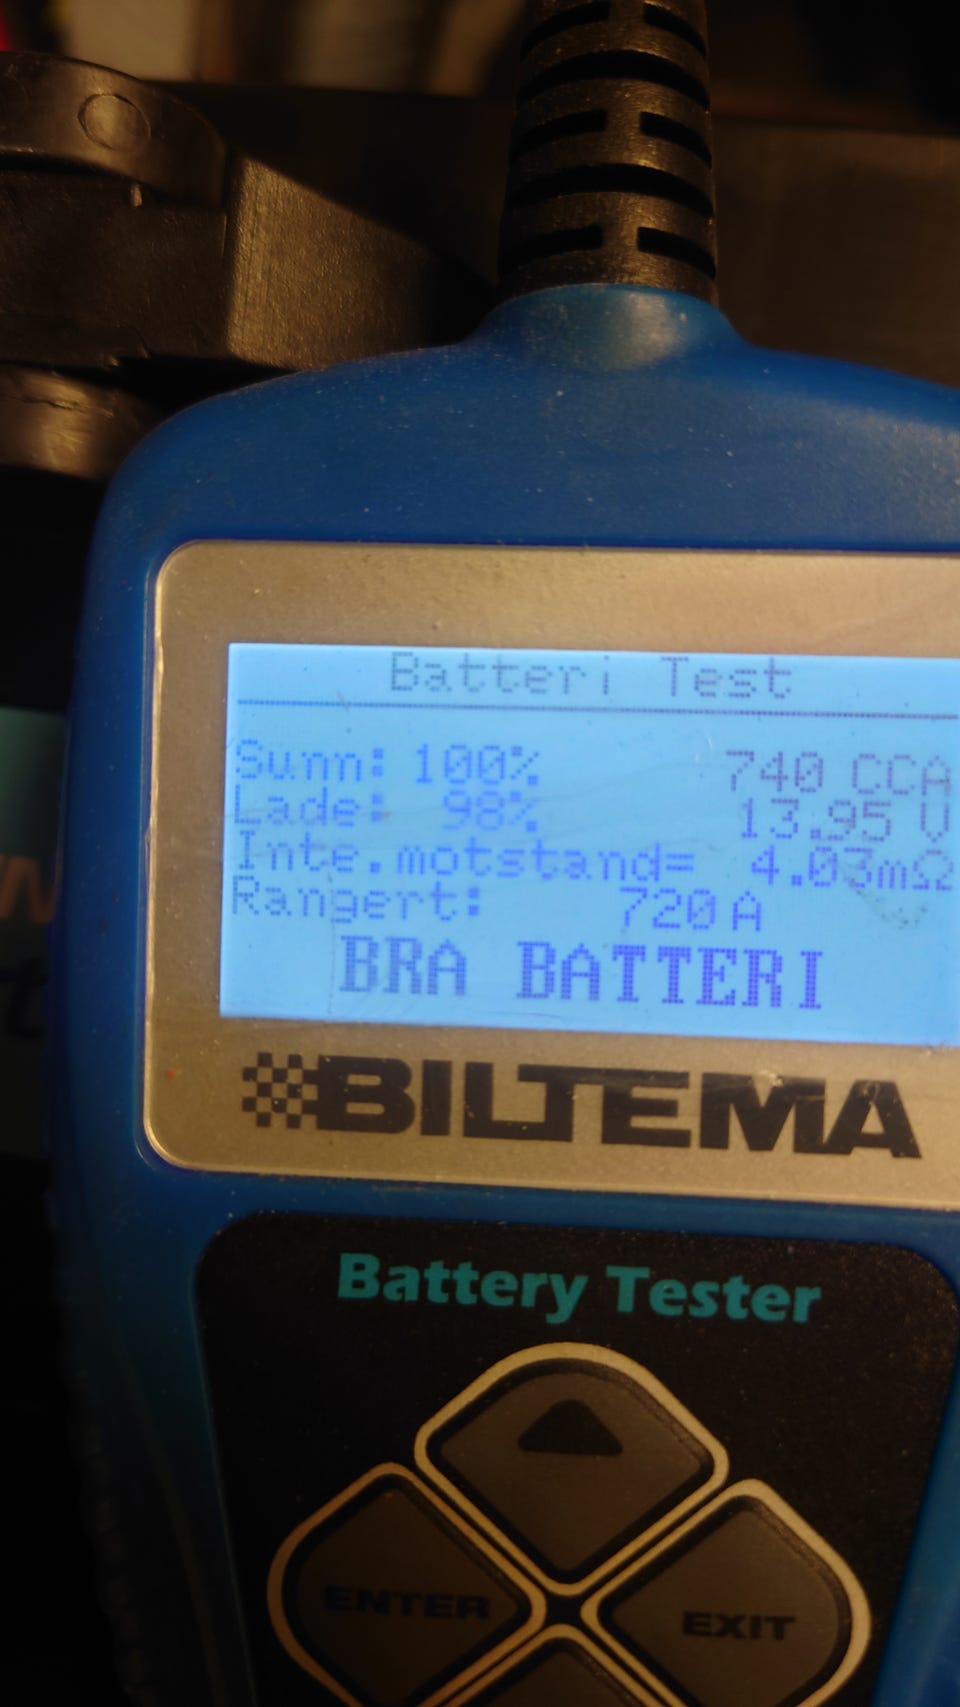 Batteri Test
Sunn: 100% 740 CCA
Lade: 98% 13.95 V
Inte.motstand= 4.03mΩ
Rangert: 720A
BRA BATTERI
BILTEMA
Battery Tester
ENTER EXIT